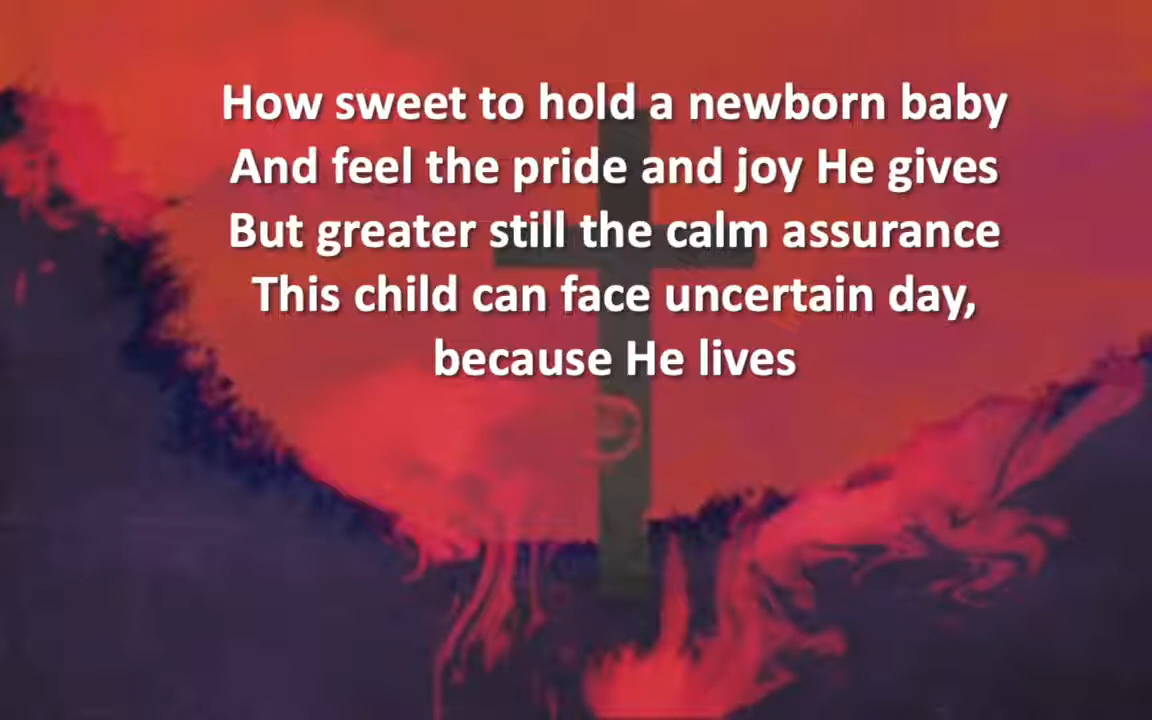 How sweet to hold a newborn baby
And feel the pride and joy He gives
But greater still the calm assurance
This child can face uncertain day,
because He lives